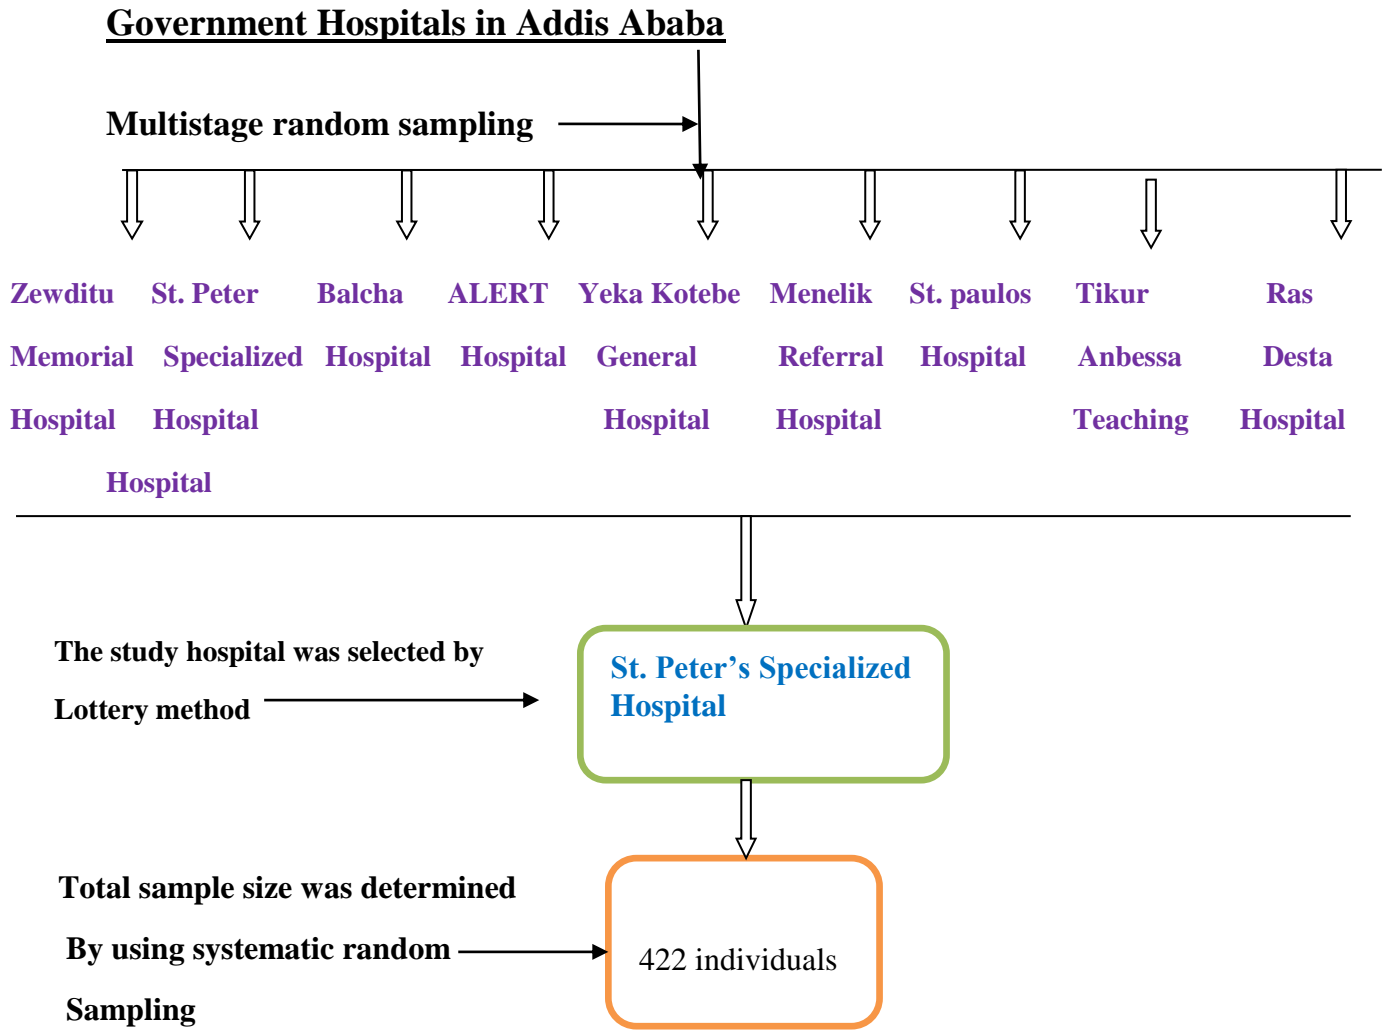 Government Hospitals in Addis Ababa
Multistage random sampling
Zewditu St. Peter Balcha ALERT Yeka Kotebe Menelik St. paulos Tikur Ras
Memorial Specialized Hospital Hospital General Referral Hospital Anbessa Desta
Hospital Hospital Hospital Hospital Teaching Hospital
Hospital
The study hospital was selected by
Lottery method
St. Peter’s Specialized
Hospital
Total sample size was determined
By using systematic random
Sampling
422 individuals